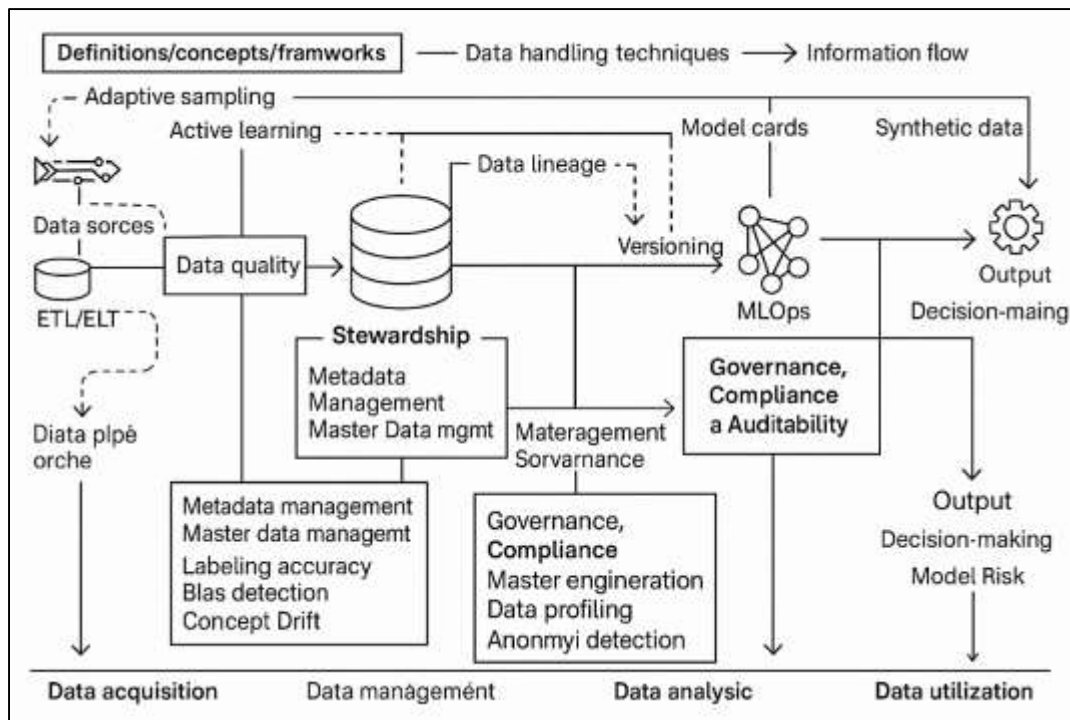 Definitions/concepts/framworks
Data handling techniques
Information flow
Adaptive sampling
Active learning
Model cards
Synthetic data
Data lineage
Data sorces
Versioning
Data quality
ETL/ELT
MLOps
Output
Decision-maing
Stewardship
Metadata
Management
Master Data mgmt
Governance,
Compliance
a Auditability
Diata plpé
orche
Materagement
Sorvarnance
Metadata management
Master data managemt
Labeling accuracy
Blas detection
Concept Drift
Governance,
Compliance
Master engineration
Data profiling
Anonmyi detection
Output
Decision-making
Model Risk
Data acquisition
Data manágemént
Data analysic
Data utilization